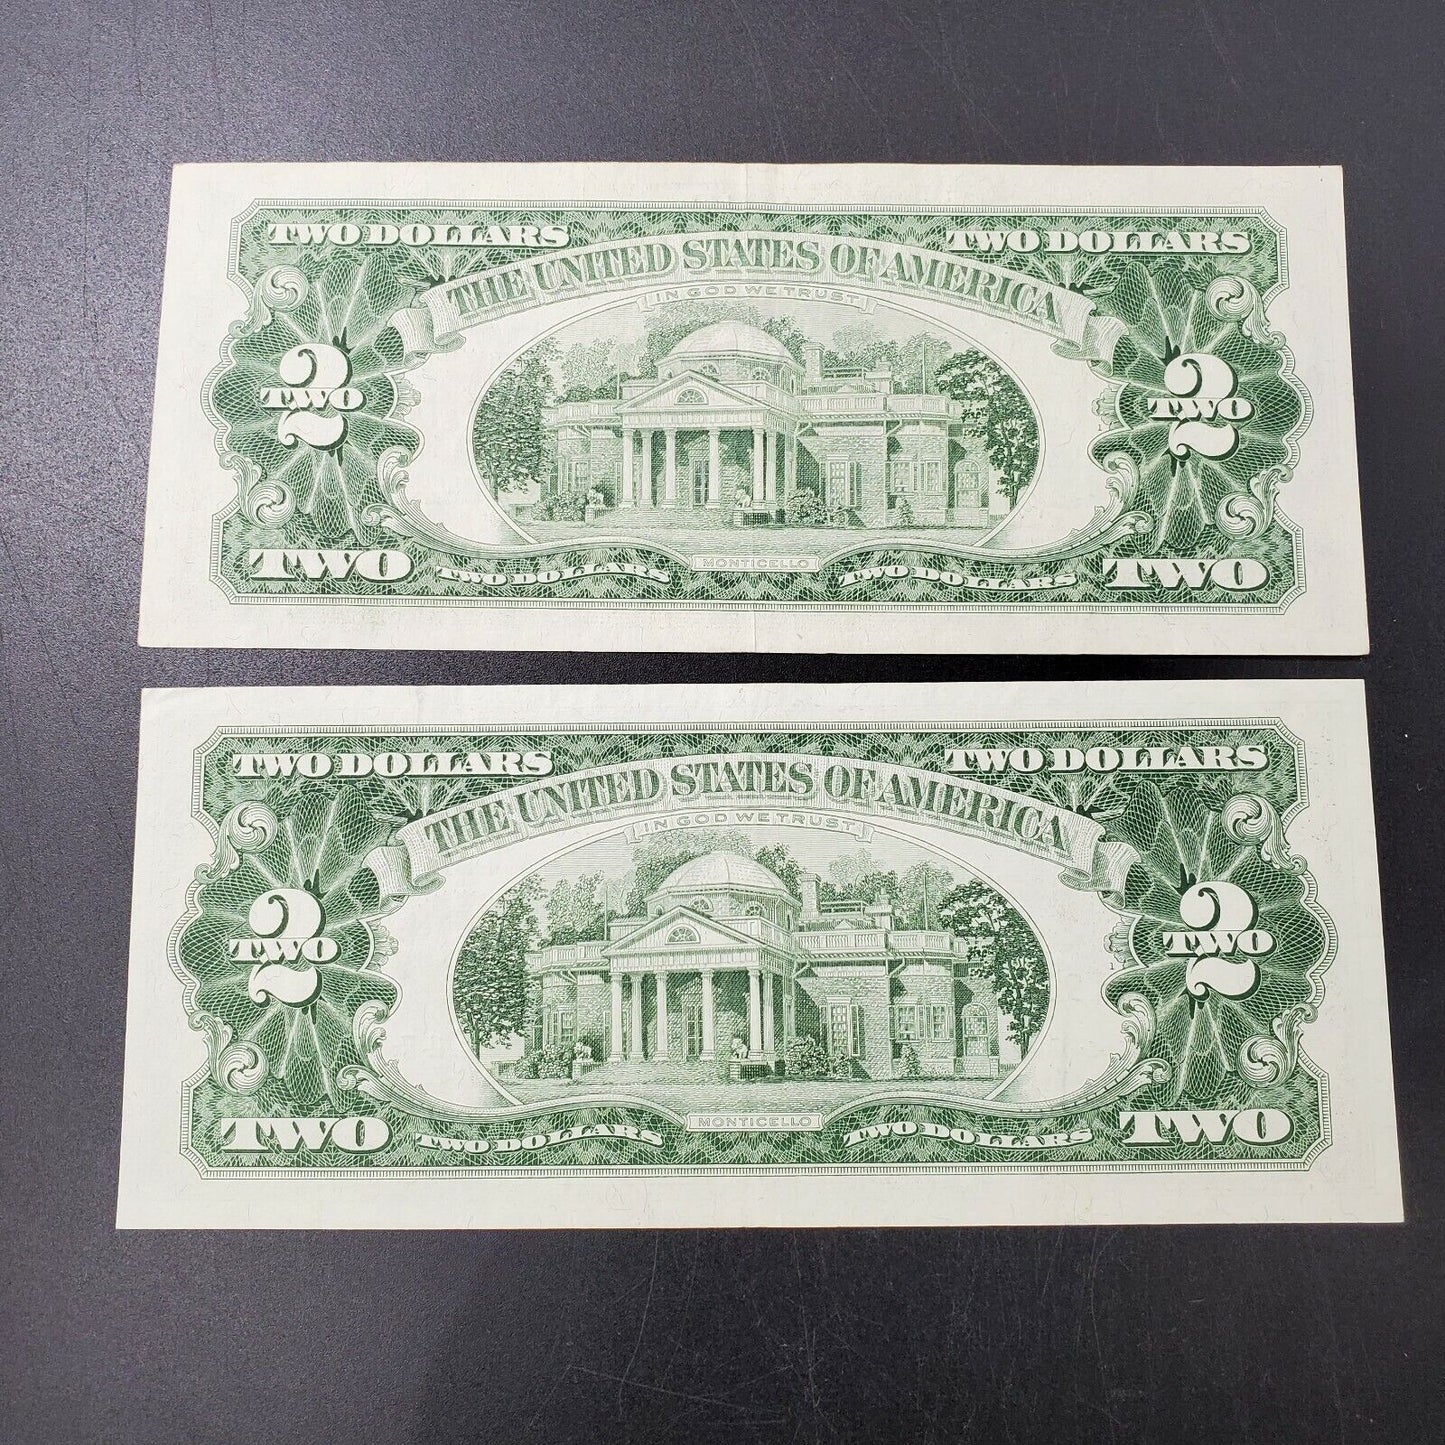 TWO DOLLARS TWO DOLLARS
THE UNITED STATES OF AMERICA
IN GOD WE TRUST
2 2
TWO TWO
MONTICELLO
TWO TWO DOLLARS TWO DOLLARS TWO
TWO DOLLARS TWO DOLLARS
THE UNITED STATES OF AMERICA
IN GOD WE TRUST
2 2
TWO TWO
1
MONTICELLO
TWO TWO DOLLARS TWO DOLLARS TWO